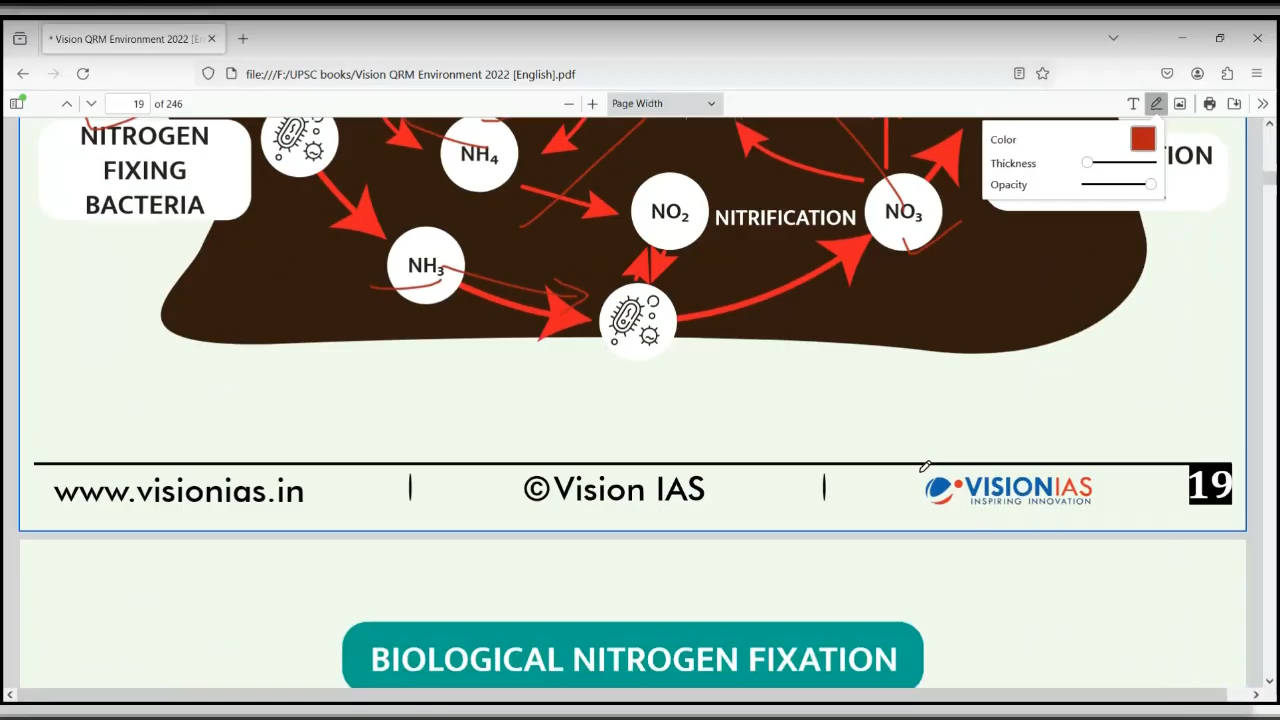 * Vision QRM Environment 2022 [En
file:///F:/UPSC books/Vision QRM Environment 2022 [English].pdf
19 of 246
Page Width
Color
Thickness
Opacity
NITROGEN
FIXING
BACTERIA
NH₄
ION
NO₂
NITRIFICATION
NO₃
NH₃
www.visionias.in
©Vision IAS
VISIONIAS
INSPIRING INNOVATION
19
BIOLOGICAL NITROGEN FIXATION